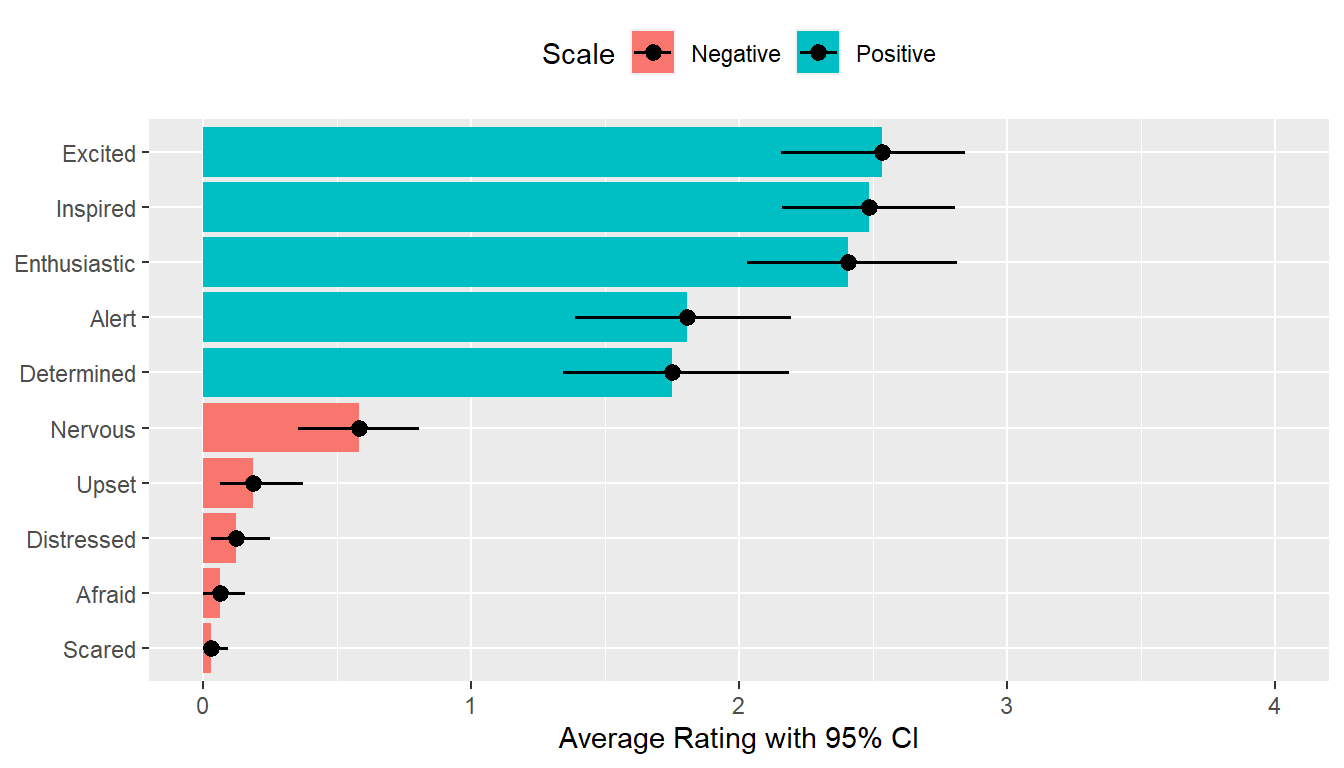 Scale Negative Positive
Excited
Inspired
Enthusiastic
Alert
Determined
Nervous
Upset
Distressed
Afraid
Scared
0 1 2 3 4
Average Rating with 95% CI